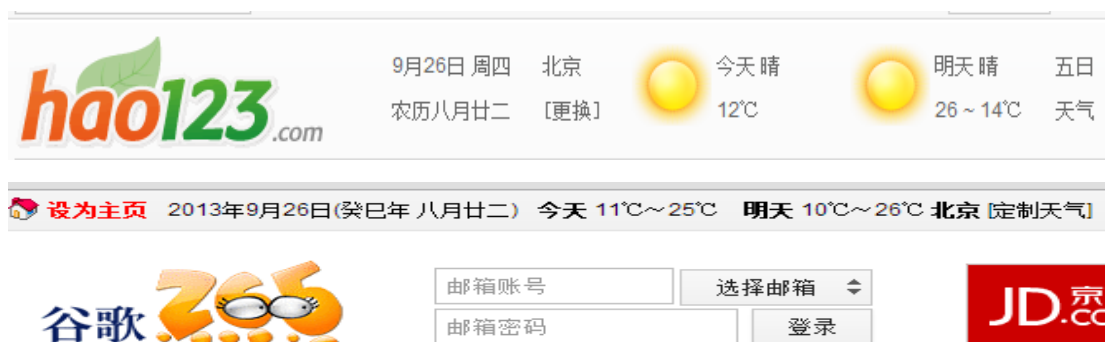 hao123.com 9月26日 周四 北京 今天 晴 明天 晴 五日
农历八月廿二 [更换] 12℃ 26～14℃ 天气
设为主页 2013年9月26日(癸巳年 八月廿二) 今天 11℃～25℃ 明天 10℃～26℃ 北京 [定制天气]
谷歌 265 邮箱账号 选择邮箱 JD.co 京
邮箱密码 登录